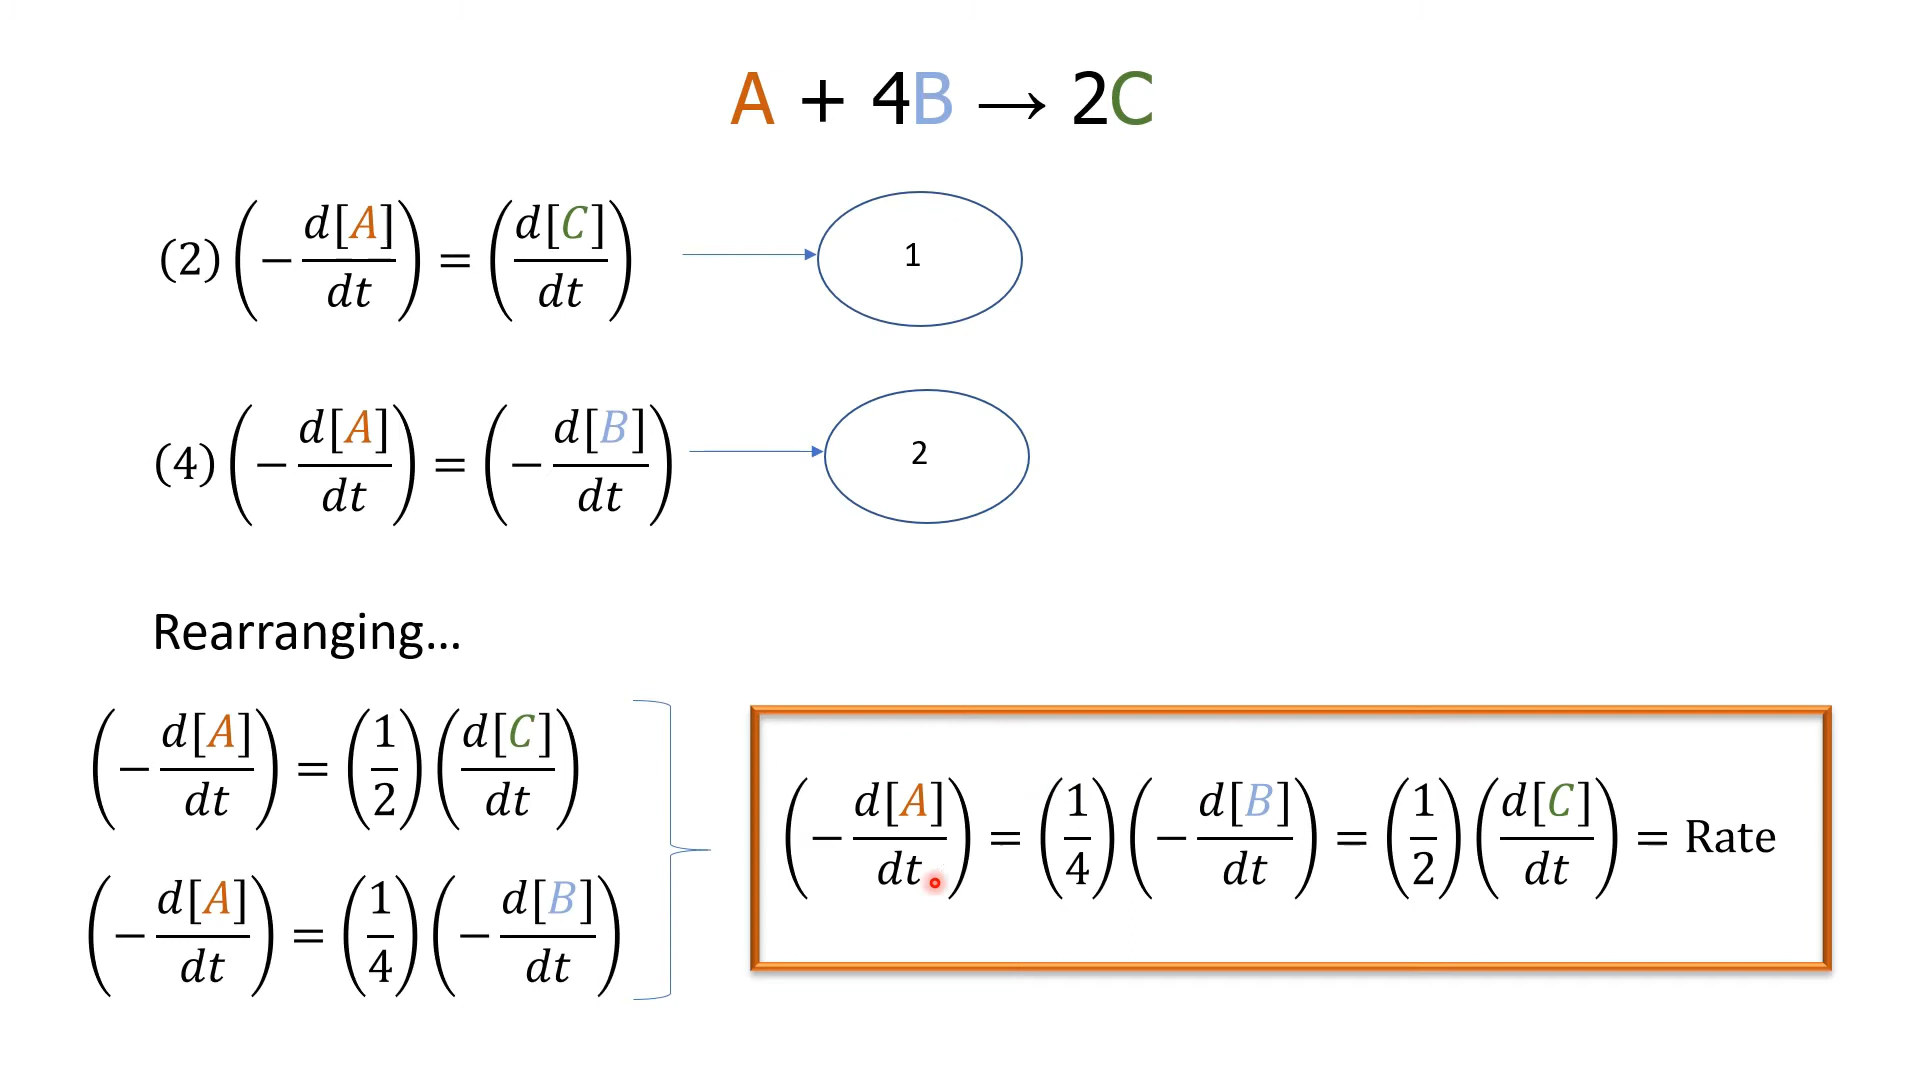 A + 4B → 2C
(2)(−d[A]/dt) = (d[C]/dt)
1
(4)(−d[A]/dt) = (−d[B]/dt)
2
Rearranging…
(−d[A]/dt) = (1/2)(d[C]/dt)
(−d[A]/dt) = (1/4)(−d[B]/dt)
(−d[A]/dt) = (1/4)(−d[B]/dt) = (1/2)(d[C]/dt) = Rate